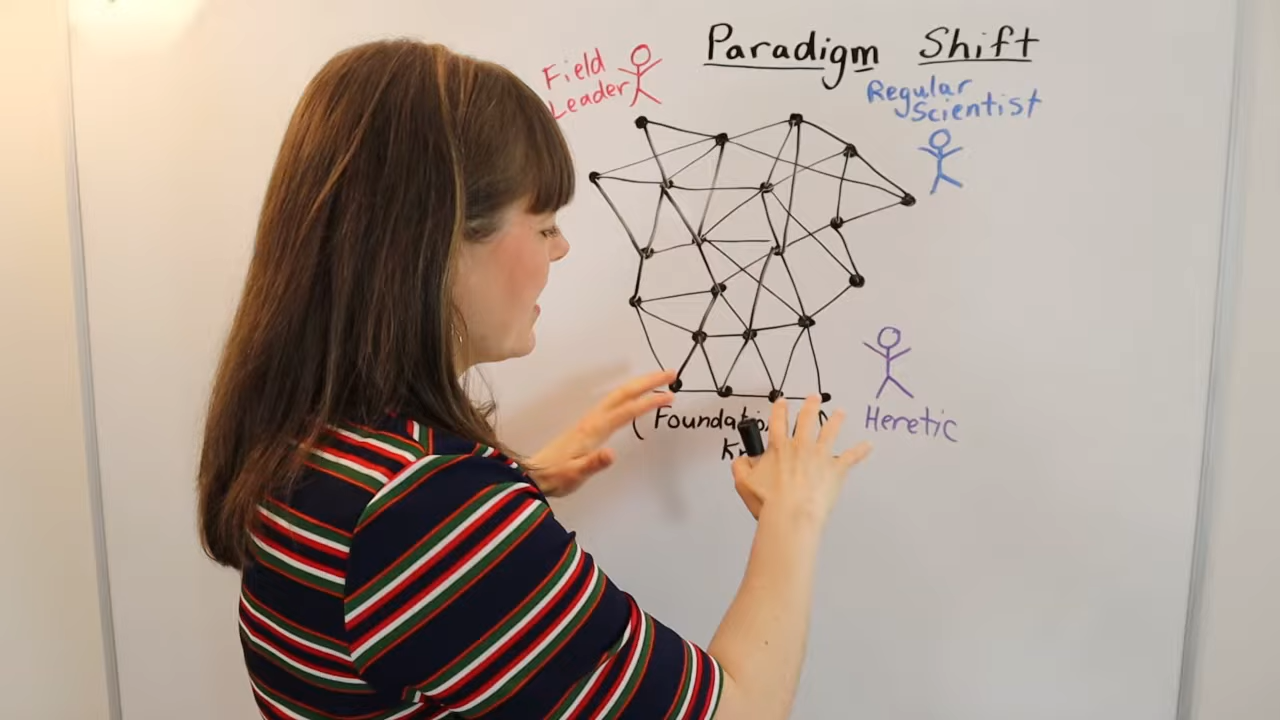 Paradigm Shift
Field
Leader
Regular
Scientist
Heretic